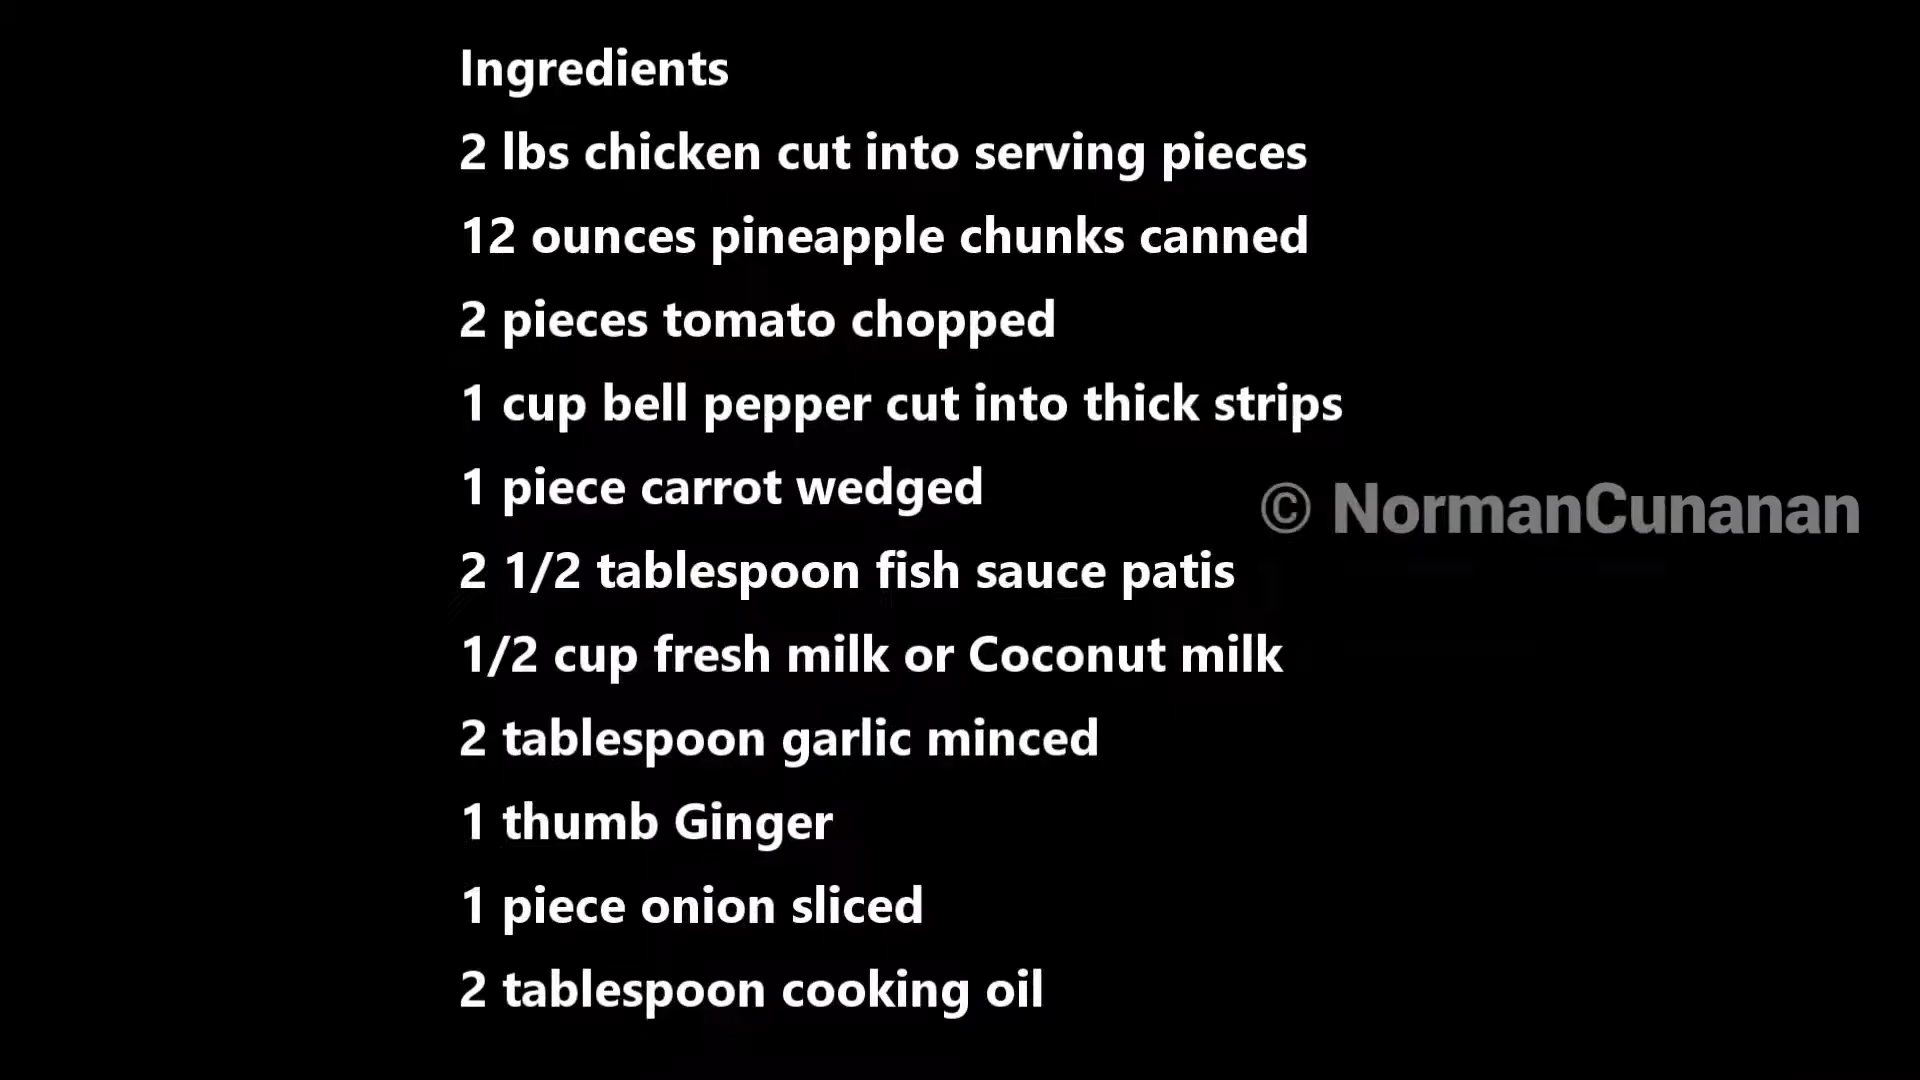 Ingredients
2 lbs chicken cut into serving pieces
12 ounces pineapple chunks canned
2 pieces tomato chopped
1 cup bell pepper cut into thick strips
1 piece carrot wedged
© NormanCunanan
2 1/2 tablespoon fish sauce patis
1/2 cup fresh milk or Coconut milk
2 tablespoon garlic minced
1 thumb Ginger
1 piece onion sliced
2 tablespoon cooking oil